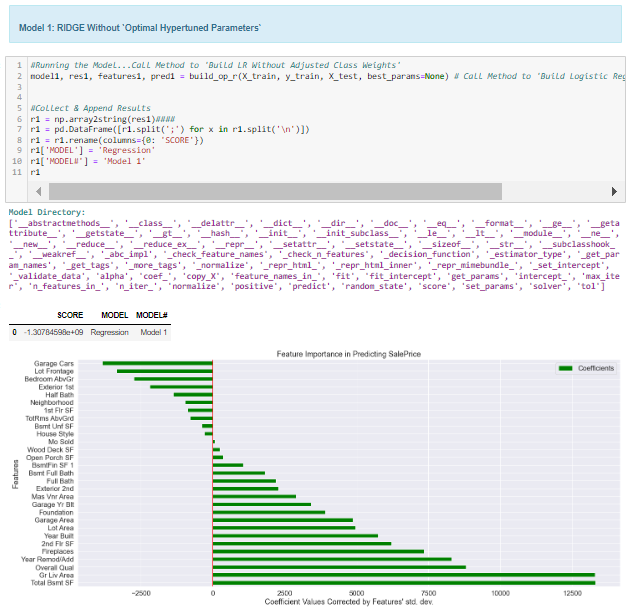 Model 1: RIDGE Without `Optimal Hypertuned Parameters`
1 #Running the Model...Call Method to 'Build LR Without Adjusted Class Weights'
2 model1, res1, features1, pred1 = build_op_r(X_train, y_train, X_test, best_params=None) # Call Method to 'Build Logistic Reg
3
4
5 #Collect & Append Results
6 r1 = np.array2string(res1)####
7 r1 = pd.DataFrame([r1.split(';') for x in r1.split('\n')])
8 r1 = r1.rename(columns={0: 'SCORE'})
9 r1['MODEL'] = 'Regression'
10 r1['MODEL#'] = 'Model 1'
11 r1
Model Directory:
['__abstractmethods__', '__class__', '__delattr__', '__dict__', '__dir__', '__doc__', '__eq__', '__format__', '__ge__', '__geta
ttribute__', '__getstate__', '__gt__', '__hash__', '__init__', '__init_subclass__', '__le__', '__lt__', '__module__', '__ne__',
'__new__', '__reduce__', '__reduce_ex__', '__repr__', '__setattr__', '__setstate__', '__sizeof__', '__str__', '__subclasshook_
_', '__weakref__', '_abc_impl', '_check_feature_names', '_check_n_features', '_decision_function', '_estimator_type', '_get_par
am_names', '_get_tags', '_more_tags', '_normalize', '_repr_html_', '_repr_html_inner', '_repr_mimebundle_', '_set_intercept',
'_validate_data', 'alpha', 'coef_', 'copy_X', 'feature_names_in_', 'fit', 'fit_intercept', 'get_params', 'intercept_', 'max_ite
r', 'n_features_in_', 'n_iter_', 'normalize', 'positive', 'predict', 'random_state', 'score', 'set_params', 'solver', 'tol']
SCORE MODEL MODEL#
0 -1.30784598e+09 Regression Model 1
Feature Importance in Predicting SalePrice
Coefficients
Features
Garage Cars
Lot Frontage
Bedroom AbvGr
Exterior 1st
Half Bath
Neighborhood
1st Flr SF
TotRms AbvGrd
Bsmt Unf SF
House Style
Mo Sold
Wood Deck SF
Open Porch SF
BsmtFin SF 1
Bsmt Full Bath
Full Bath
Exterior 2nd
Mas Vnr Area
Garage Yr Blt
Foundation
Garage Area
Lot Area
Year Built
2nd Flr SF
Fireplaces
Year Remod/Add
Overall Qual
Gr Liv Area
Total Bsmt SF
−2500 0 2500 5000 7500 10000 12500
Coefficient Values Corrected by Features' std. dev.